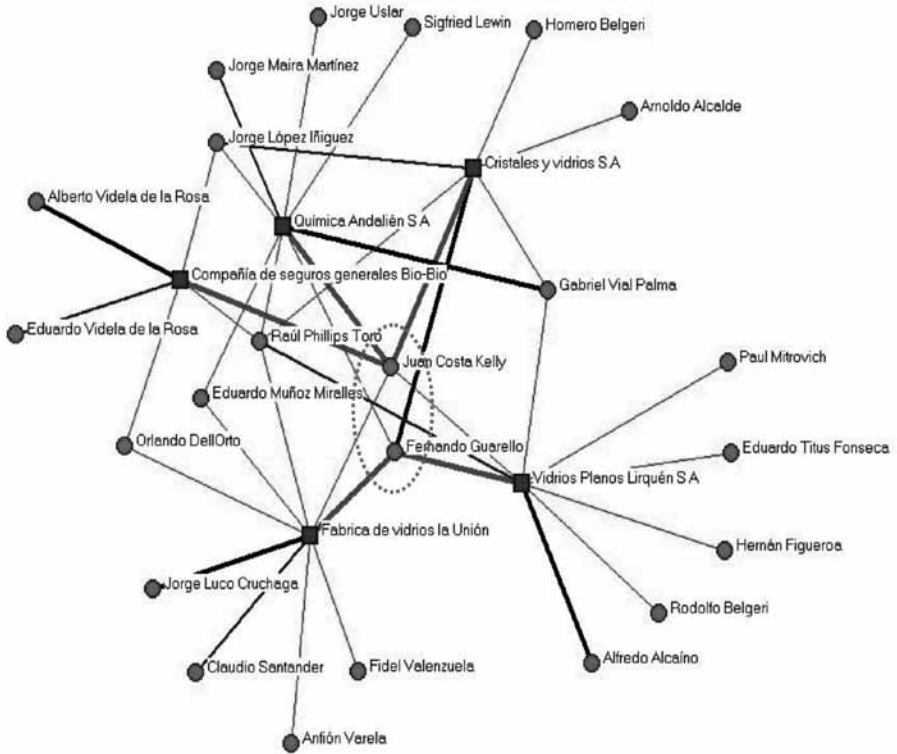 Jorge Uslar
Sigfried Lewin
Homero Belgeri
Jorge Maira Martínez
Arnoldo Alcalde
Jorge López Iñiguez
Cristales y vidrios S.A
Alberto Videla de la Rosa
Química Andalién S.A
Compañía de seguros generales Bio-Bio
Gabriel Vial Palma
Eduardo Videla de la Rosa
Raúl Phillips Toro
Juan Costa Kelly
Paul Mitrovich
Eduardo Muñoz Miralles
Orlando Dell'Orto
Fernando Guarello
Eduardo Titus Fonseca
Vidrios Planos Lirquén S.A
Fabrica de vidrios la Unión
Hernán Figueroa
Jorge Luco Cruchaga
Rodolfo Belgeri
Claudio Santander
Fidel Valenzuela
Alfredo Alcaíno
Antión Varela